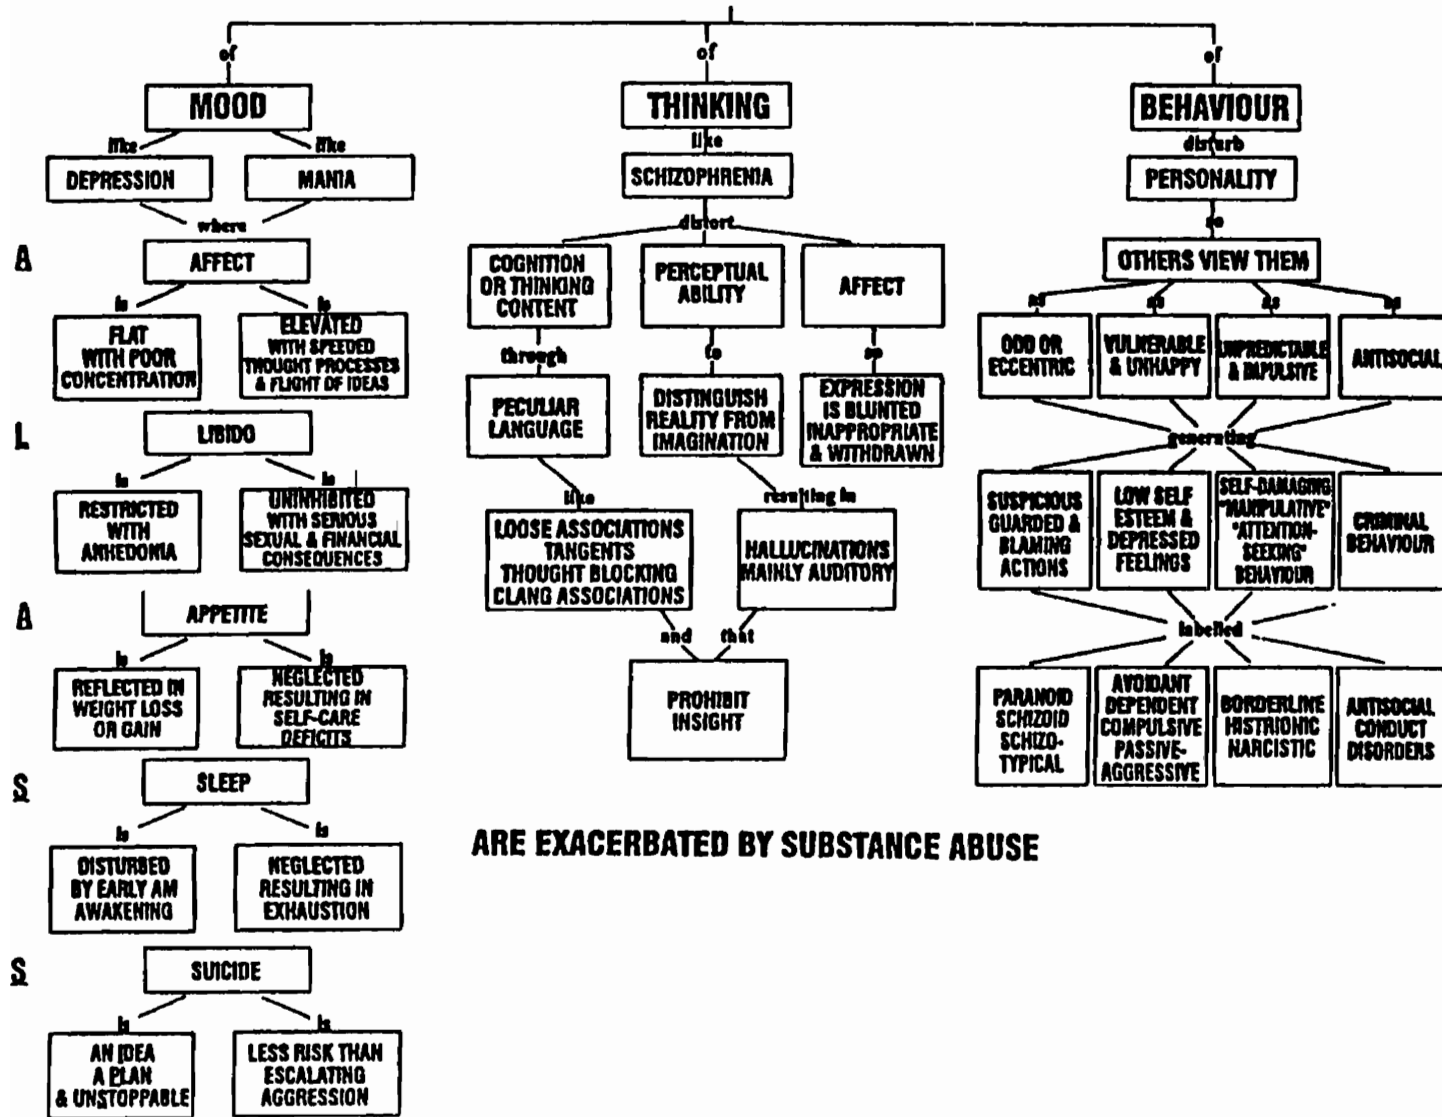 of
of
of
MOOD
THINKING
BEHAVIOUR
like
like
like
disturb
DEPRESSION
MANIA
SCHIZOPHRENIA
PERSONALITY
where
distort
so
A
AFFECT
COGNITION
OR THINKING
CONTENT
PERCEPTUAL
ABILITY
AFFECT
OTHERS VIEW THEM
is
is
as
as
as
as
FLAT
WITH POOR
CONCENTRATION
ELEVATED
WITH SPEEDED
THOUGHT PROCESSES
& FLIGHT OF IDEAS
through
to
so
ODD OR
ECCENTRIC
VULNERABLE
& UNHAPPY
UNPREDICTABLE
& IMPULSIVE
ANTISOCIAL
PECULIAR
LANGUAGE
DISTINGUISH
REALITY FROM
IMAGINATION
EXPRESSION
IS BLUNTED
INAPPROPRIATE
& WITHDRAWN
generating
L
LIBIDO
is
is
like
resulting in
RESTRICTED
WITH
ANHEDONIA
UNINHIBITED
WITH SERIOUS
SEXUAL & FINANCIAL
CONSEQUENCES
LOOSE ASSOCIATIONS
TANGENTS
THOUGHT BLOCKING
CLANG ASSOCIATIONS
HALLUCINATIONS
MAINLY AUDITORY
SUSPICIOUS
GUARDED &
BLAMING
ACTIONS
LOW SELF
ESTEEM &
DEPRESSED
FEELINGS
SELF-DAMAGING
"MANIPULATIVE"
"ATTENTION-
SEEKING"
BEHAVIOUR
CRIMINAL
BEHAVIOUR
A
APPETITE
and
that
labelled
is
is
REFLECTED IN
WEIGHT LOSS
OR GAIN
NEGLECTED
RESULTING IN
SELF-CARE
DEFICITS
PROHIBIT
INSIGHT
PARANOID
SCHIZOID
SCHIZO-
TYPICAL
AVOIDANT
DEPENDENT
COMPULSIVE
PASSIVE-
AGGRESSIVE
BORDERLINE
HISTRIONIC
NARCISTIC
ANTISOCIAL
CONDUCT
DISORDERS
S
SLEEP
is
is
DISTURBED
BY EARLY AM
AWAKENING
NEGLECTED
RESULTING IN
EXHAUSTION
ARE EXACERBATED BY SUBSTANCE ABUSE
S
SUICIDE
is
is
AN IDEA
A PLAN
& UNSTOPPABLE
LESS RISK THAN
ESCALATING
AGGRESSION